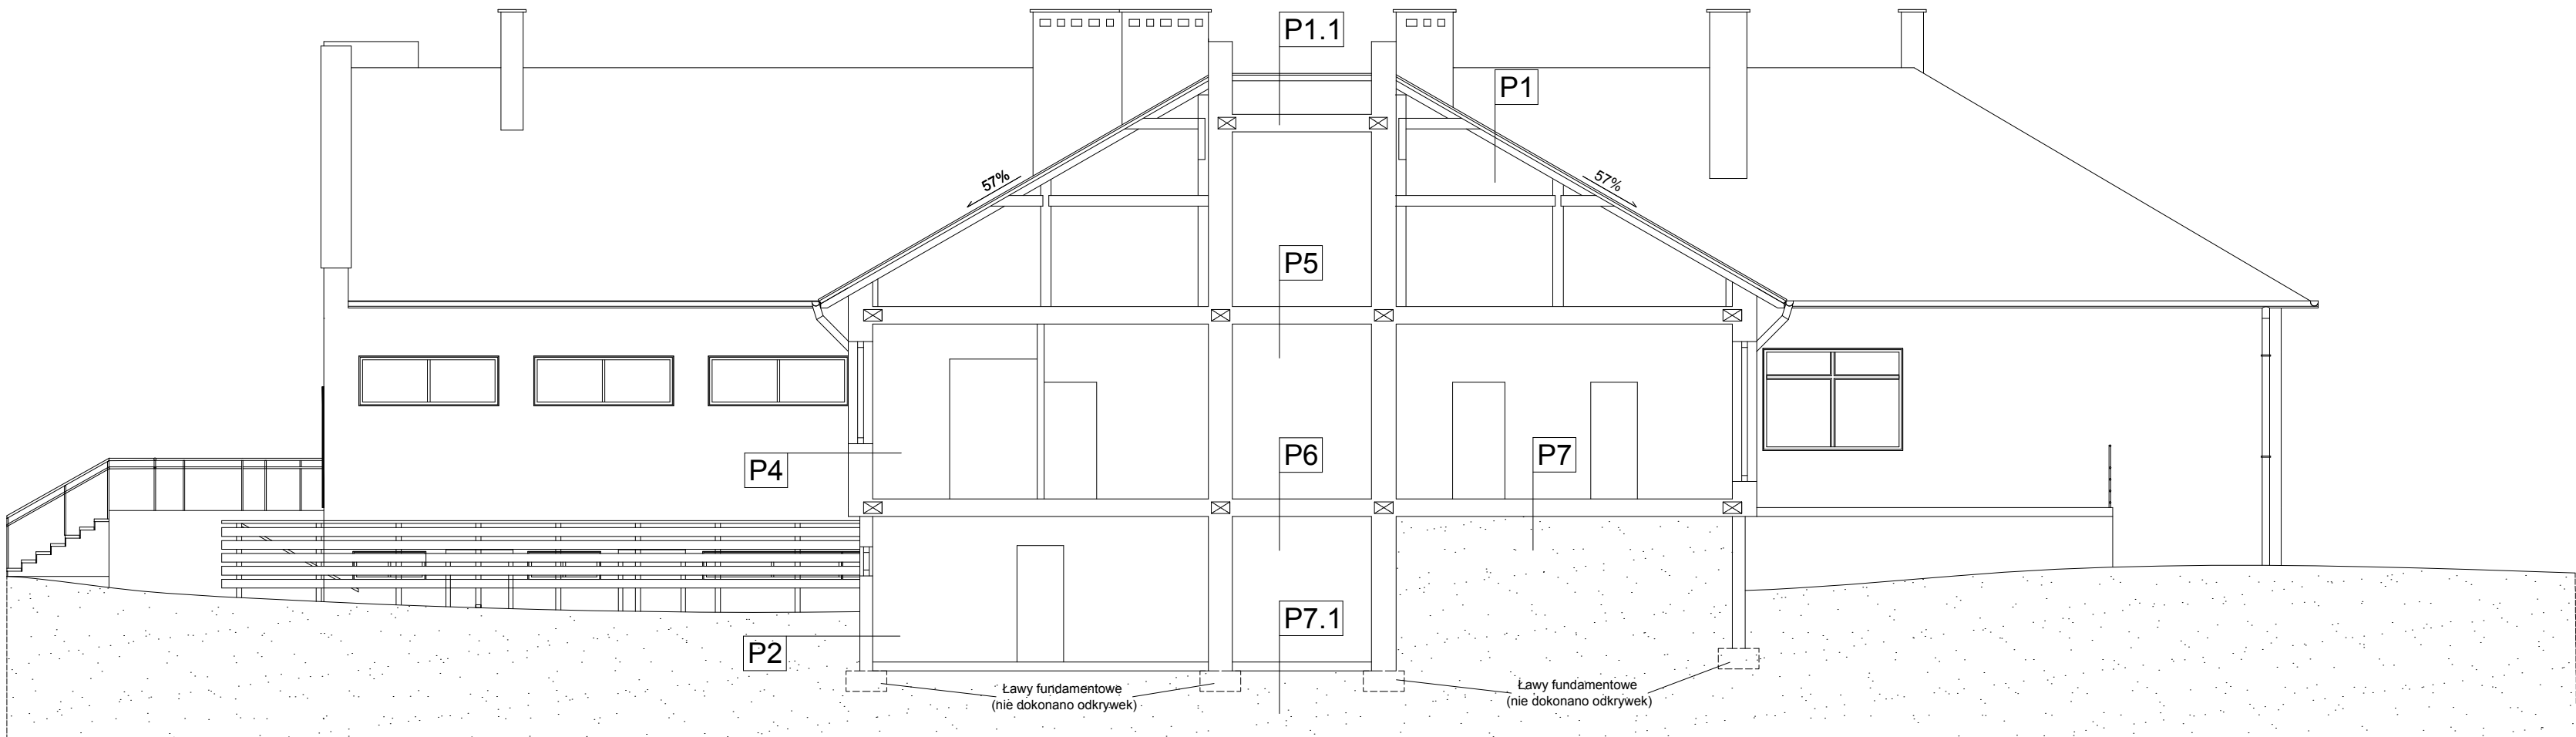 P1.1
P1
57%
57%
P5
P4
P6
P7
P2
P7.1
Ławy fundamentowe
(nie dokonano odkrywek)
Ławy fundamentowe
(nie dokonano odkrywek)